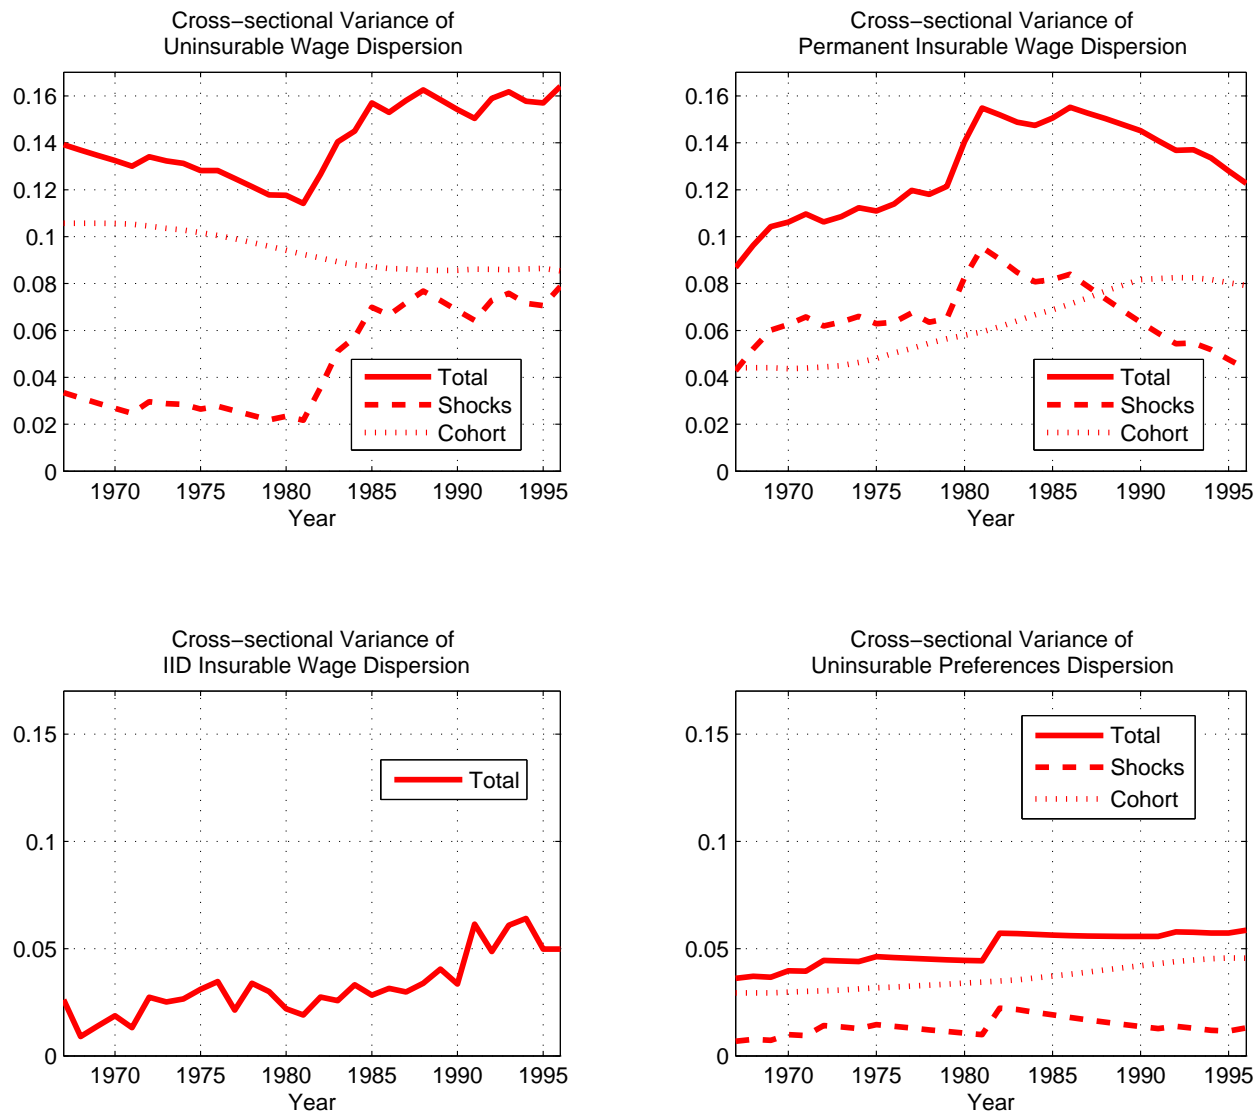 Cross−sectional Variance of
Uninsurable Wage Dispersion
0.16
0.14
0.12
0.1
0.08
0.06
0.04
0.02
0
Total
Shocks
Cohort
1970 1975 1980 1985 1990 1995
Year
Cross−sectional Variance of
Permanent Insurable Wage Dispersion
0.16
0.14
0.12
0.1
0.08
0.06
0.04
0.02
0
Total
Shocks
Cohort
1970 1975 1980 1985 1990 1995
Year
Cross−sectional Variance of
IID Insurable Wage Dispersion
0.15
0.1
0.05
0
Total
1970 1975 1980 1985 1990 1995
Year
Cross−sectional Variance of
Uninsurable Preferences Dispersion
0.15
0.1
0.05
0
Total
Shocks
Cohort
1970 1975 1980 1985 1990 1995
Year